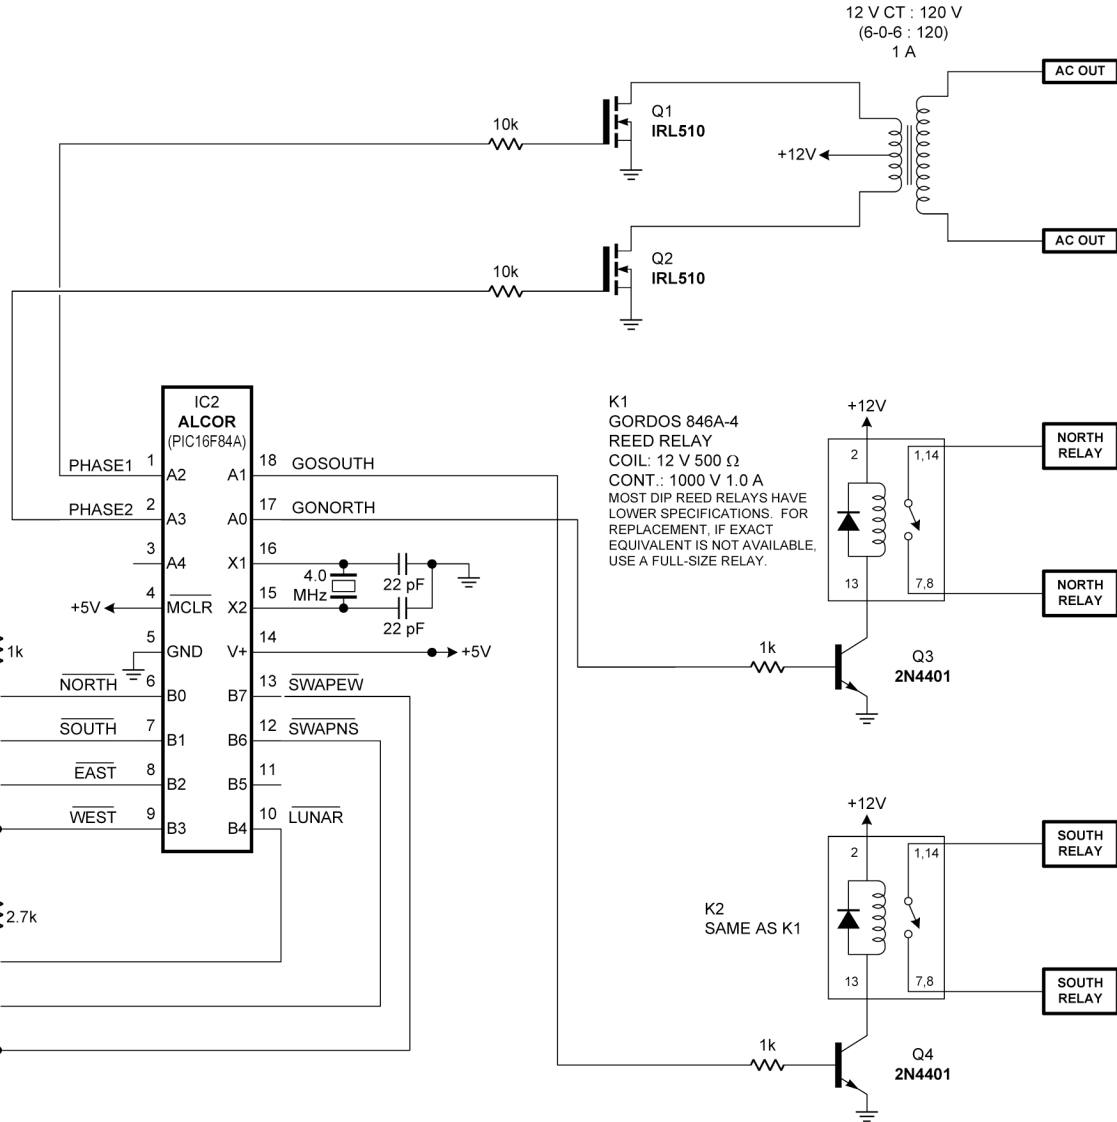 12 V CT : 120 V
(6-0-6 : 120)
1 A
AC OUT
10k
Q1
IRL510
+12V
AC OUT
10k
Q2
IRL510
K1
GORDOS 846A-4
REED RELAY
COIL: 12 V 500 Ω
CONT.: 1000 V 1.0 A
MOST DIP REED RELAYS HAVE
LOWER SPECIFICATIONS. FOR
REPLACEMENT, IF EXACT
EQUIVALENT IS NOT AVAILABLE,
USE A FULL-SIZE RELAY.
+12V
2
1,14
13
7,8
NORTH
RELAY
NORTH
RELAY
1k
Q3
2N4401
IC2
ALCOR
(PIC16F84A)
PHASE1
1
A2
A1
18
GOSOUTH
PHASE2
2
A3
A0
17
GONORTH
3
A4
X1
16
+5V
4
MCLR
X2
15
4.0
MHz
22 pF
22 pF
5
GND
V+
14
+5V
1k
NORTH
6
B0
B7
13
SWAPEW
SOUTH
7
B1
B6
12
SWAPNS
EAST
8
B2
B5
11
WEST
9
B3
B4
10
LUNAR
2.7k
+12V
2
1,14
13
7,8
SOUTH
RELAY
SOUTH
RELAY
K2
SAME AS K1
1k
Q4
2N4401